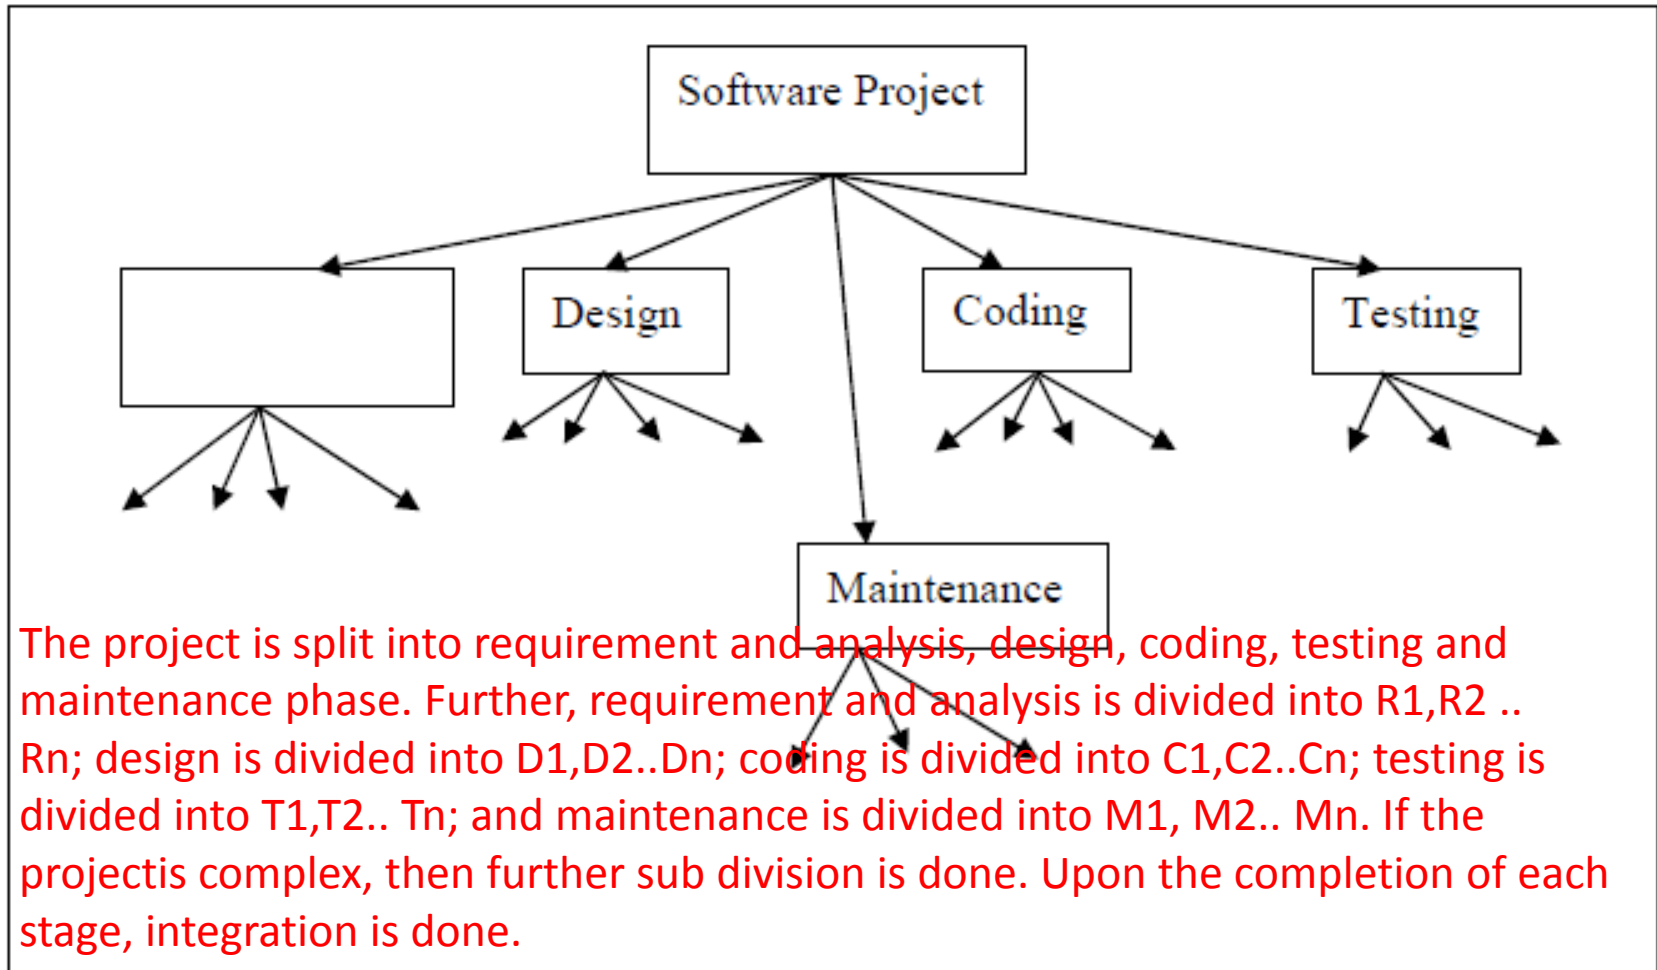 Software Project
Design
Coding
Testing
Maintenance
The project is split into requirement and analysis, design, coding, testing and
maintenance phase. Further, requirement and analysis is divided into R1,R2 ..
Rn; design is divided into D1,D2..Dn; coding is divided into C1,C2..Cn; testing is
divided into T1,T2.. Tn; and maintenance is divided into M1, M2.. Mn. If the
projectis complex, then further sub division is done. Upon the completion of each
stage, integration is done.